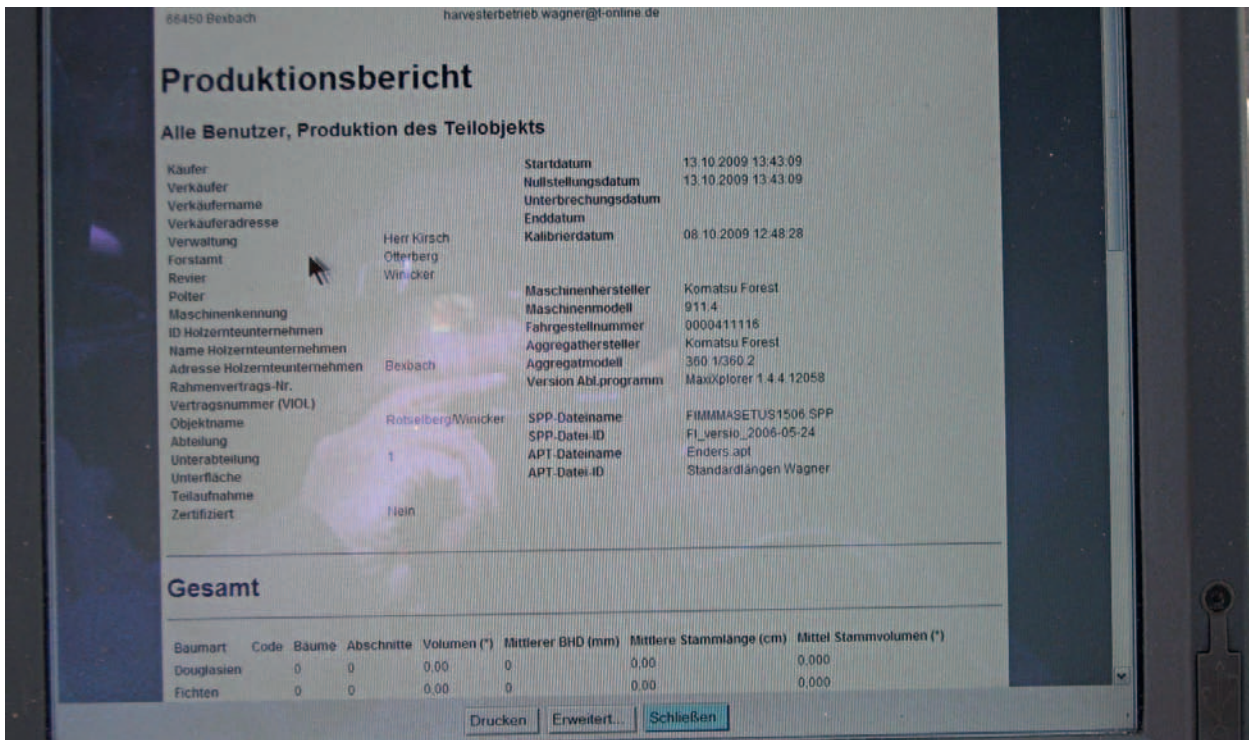 66450 Bexbach harvesterbetrieb.wagner@t-online.de
Produktionsbericht
Alle Benutzer, Produktion des Teilobjekts
Käufer Startdatum 13.10.2009 13:43:09
Verkäufer Nullstellungsdatum 13.10.2009 13:43:09
Verkäufername Unterbrechungsdatum
Verkäuferadresse Enddatum
Verwaltung Herr Kirsch Kalibrierdatum 08.10.2009 12:48:28
Forstamt Otterberg
Revier Winicker
Polter Maschinenhersteller Komatsu Forest
Maschinenkennung Maschinenmodell 911.4
ID Holzernteunternehmen Fahrgestellnummer 0000411116
Name Holzernteunternehmen Aggregathersteller Komatsu Forest
Adresse Holzernteunternehmen Bexbach Aggregatmodell 360.1/360.2
Rahmenvertrags-Nr. Version Abl.programm MaxiXplorer 1.4.4.12058
Vertragsnummer (VIOL)
Objektname Rotselberg/Winicker SPP-Dateiname FIMMMASETUS1506.SPP
Abteilung SPP-Datei-ID FI_versio_2006-05-24
Unterabteilung 1 APT-Dateiname Enders.apt
Unterfläche APT-Datei-ID Standardlängen Wagner
Teilaufnahme
Zertifiziert Nein
Gesamt
Baumart Code Bäume Abschnitte Volumen (*) Mittlerer BHD (mm) Mittlere Stammlänge (cm) Mittel Stammvolumen (*)
Douglasien 0 0 0,00 0 0,00 0,000
Fichten 0 0 0,00 0 0,00 0,000
Drucken Erweitert... Schließen